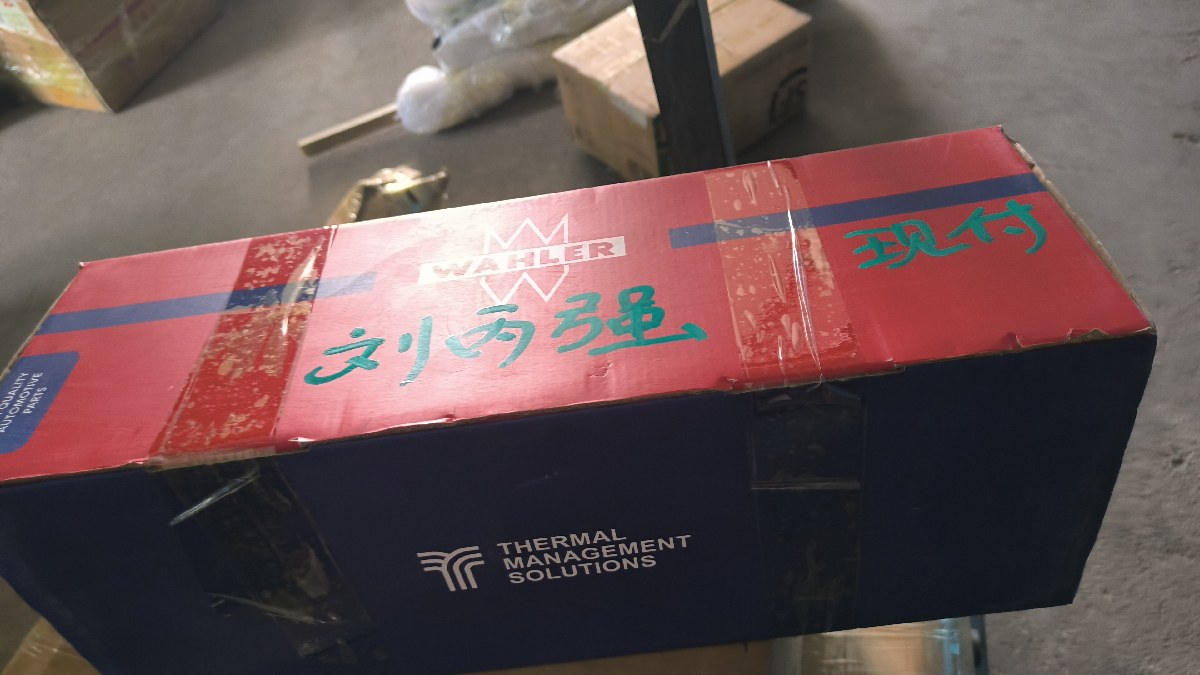 WAHLER
现付
刘丙强
QUALITY
AUTOMOTIVE
PARTS
THERMAL
MANAGEMENT
SOLUTIONS